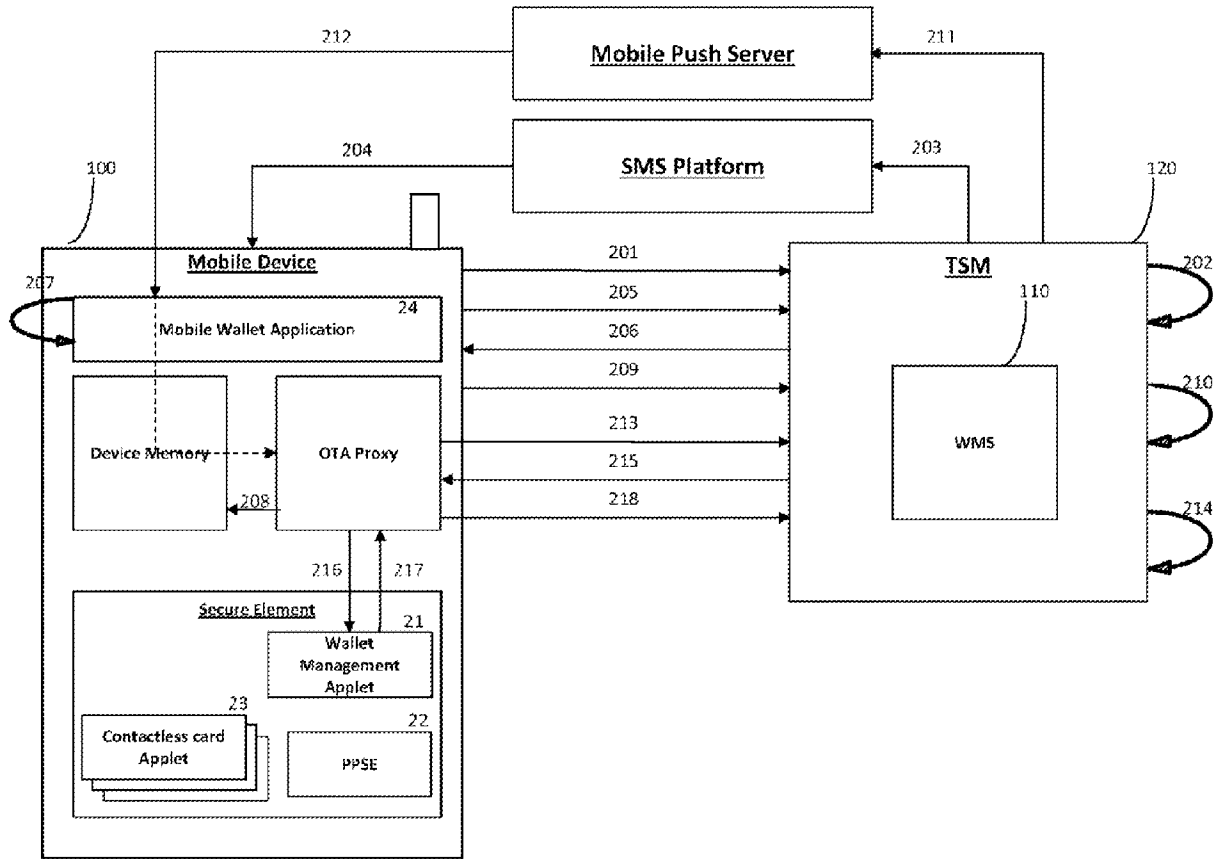 212
Mobile Push Server
211
204
SMS Platform
203
100
120
Mobile Device
201
TSM
202
207
24
205
110
Mobile Wallet Application
206
209
210
213
Device Memory
OTA Proxy
215
WMS
208
218
214
216
217
Secure Element
21
Wallet
Management
Applet
23
22
Contactless card
Applet
PPSE